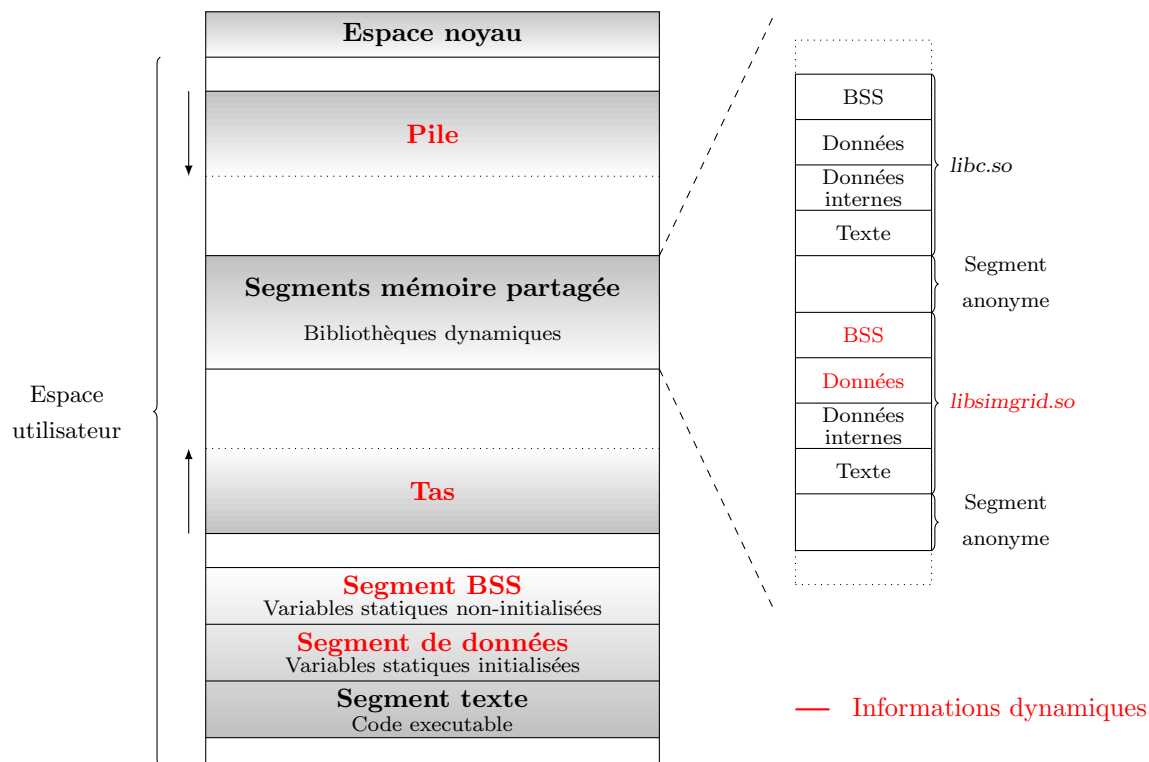 Espace noyau
Pile
Segments mémoire partagée
Bibliothèques dynamiques
Espace
utilisateur
Tas
Segment BSS
Variables statiques non-initialisées
Segment de données
Variables statiques initialisées
Segment texte
Code executable
BSS
Données
Données
internes
Texte
libc.so
Segment
anonyme
BSS
Données
Données
internes
Texte
libsimgrid.so
Segment
anonyme
Informations dynamiques